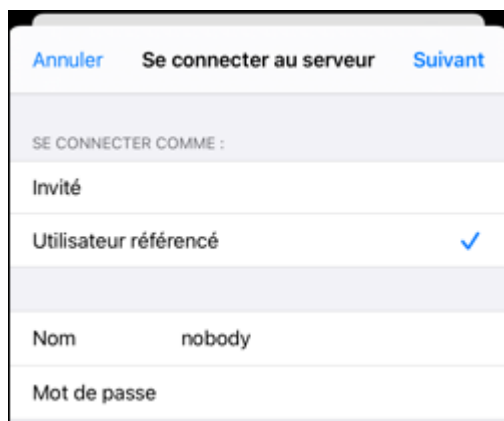 Annuler Se connecter au serveur Suivant
SE CONNECTER COMME :
Invité
Utilisateur référencé
Nom nobody
Mot de passe